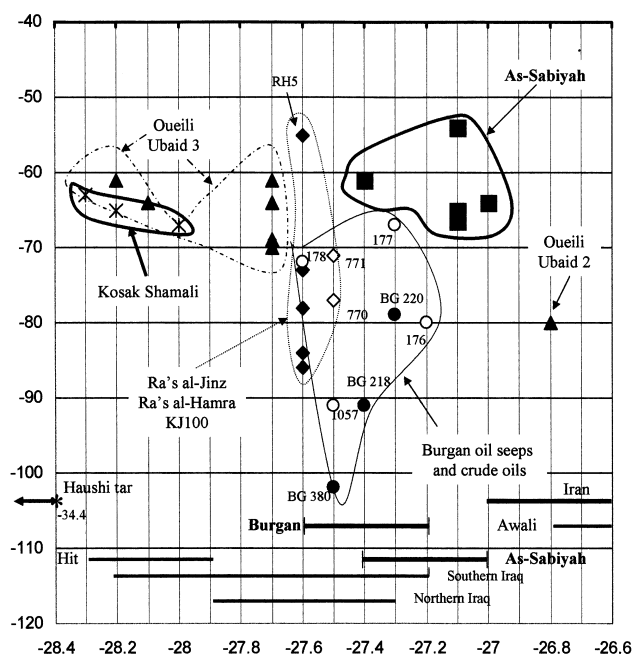 -40
-50
-60
-70
-80
-90
-100
-110
-120
RH5
As-Sabiyah
Oueili
Ubaid 3
177
178
771
Oueili
Ubaid 2
Kosak Shamali
BG 220
770
176
Ra's al-Jinz
Ra's al-Hamra
KJ100
BG 218
1057
Burgan oil seeps
and crude oils
Haushi tar
-34.4
BG 380
Iran
Burgan
Awali
Hit
As-Sabiyah
Southern Iraq
Northern Iraq
-28.4 -28.2 -28 -27.8 -27.6 -27.4 -27.2 -27 -26.8 -26.6